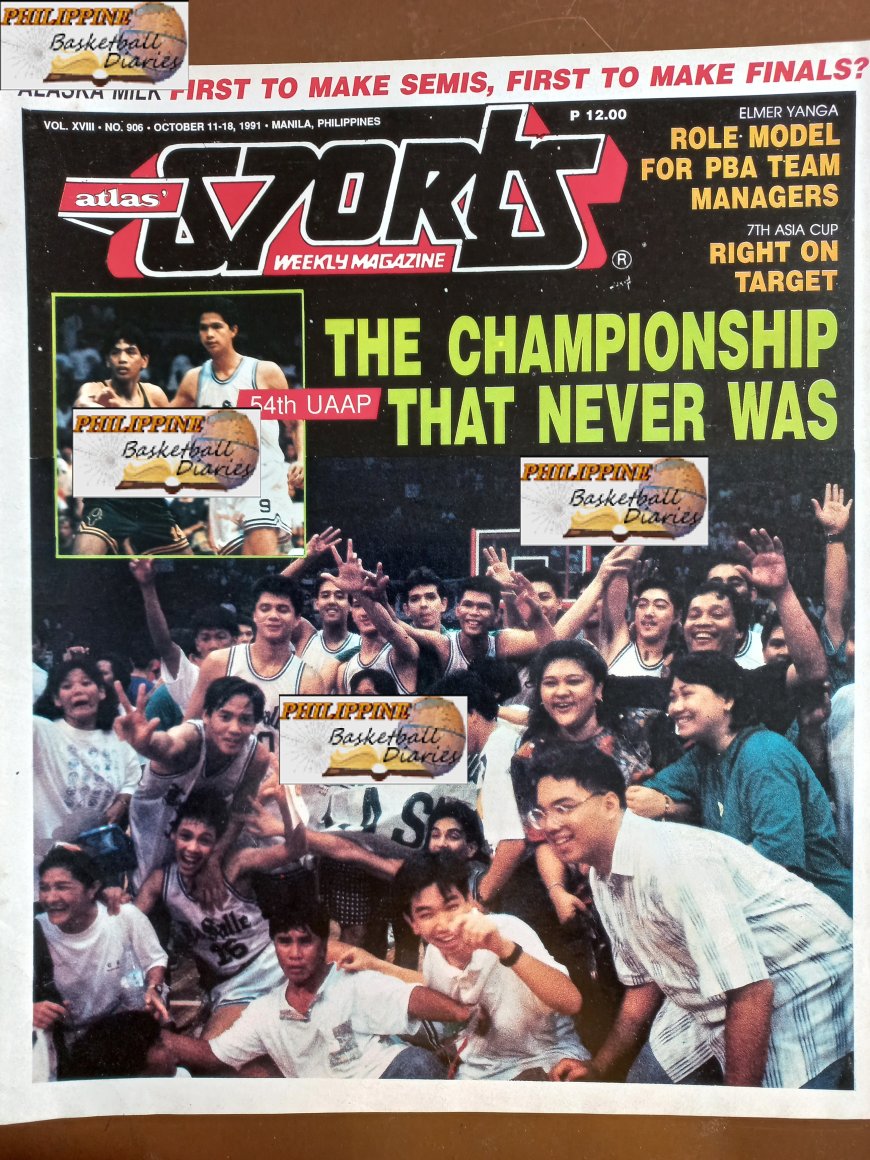 PHILIPPINE
Basketball
Diaries
ALASKA MILK FIRST TO MAKE SEMIS, FIRST TO MAKE FINALS?
VOL. XVIII • NO. 906 • OCTOBER 11-18, 1991 • MANILA, PHILIPPINES
₱ 12.00
atlas'
SPORTS
WEEKLY MAGAZINE
®
ELMER YANGA
ROLE MODEL
FOR PBA TEAM
MANAGERS
7TH ASIA CUP
RIGHT ON
TARGET
THE CHAMPIONSHIP
54th UAAP
THAT NEVER WAS
PHILIPPINE
Basketball
Diaries
9
PHILIPPINE
Basketball
Diaries
PHILIPPINE
Basketball
Diaries
LA S
Salle
16